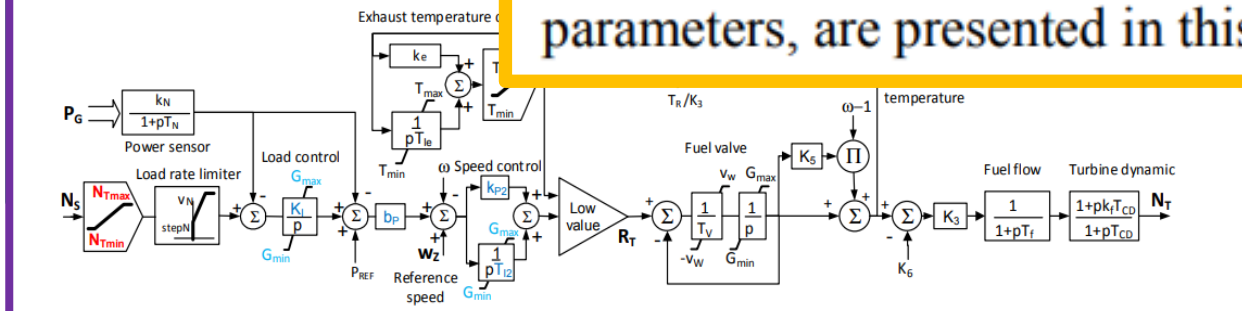 Exhaust temperature
parameters, are presented in this
ke
+
Tmax
Σ
+
Tmin
1
pTIe
Tmin
TR/K3
temperature
ω−1
PG
kN
1+pTN
Power sensor
Load rate limiter
Load control
Gmax
ω Speed control
Fuel valve
K5
Π
Fuel flow
Turbine dynamic
NS
NTmax
NTmin
vN
stepN
+
-
Σ
KI
p
Gmin
-
+
Σ
+
PREF
bP
-
+
Σ
+
wZ
Reference
speed
kP2
+
Σ
+
Gmax
1
pTI2
Gmin
Low
value
RT
+
-
Σ
vW
1
TV
-vW
Gmax
1
p
Gmin
+
+
Σ
+
-
Σ
K6
K3
1
1+pTf
1+pkfTCD
1+pTCD
NT